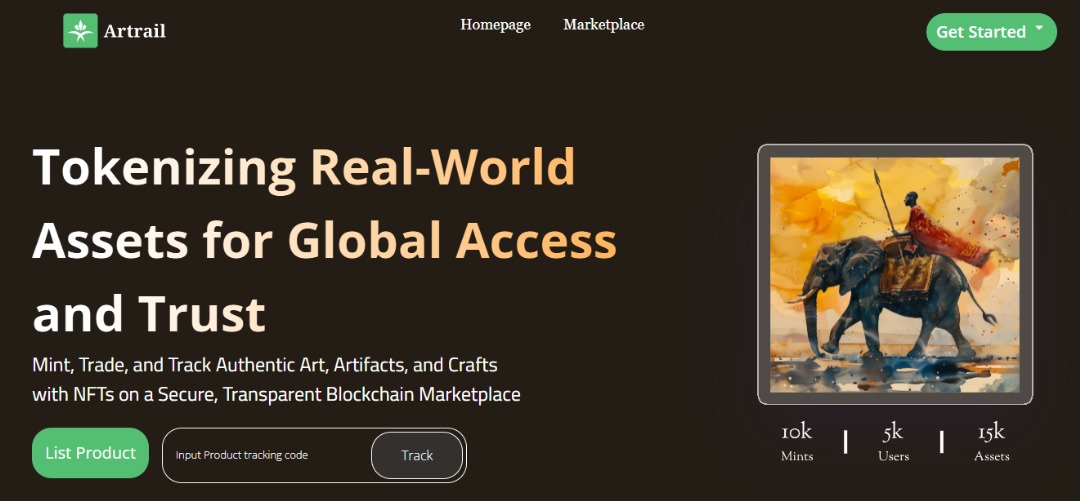 Artrail
Homepage
Marketplace
Get Started
Tokenizing Real-World
Assets for Global Access
and Trust
Mint, Trade, and Track Authentic Art, Artifacts, and Crafts
with NFTs on a Secure, Transparent Blockchain Marketplace
List Product
Input Product tracking code
Track
10k
Mints
5k
Users
15k
Assets